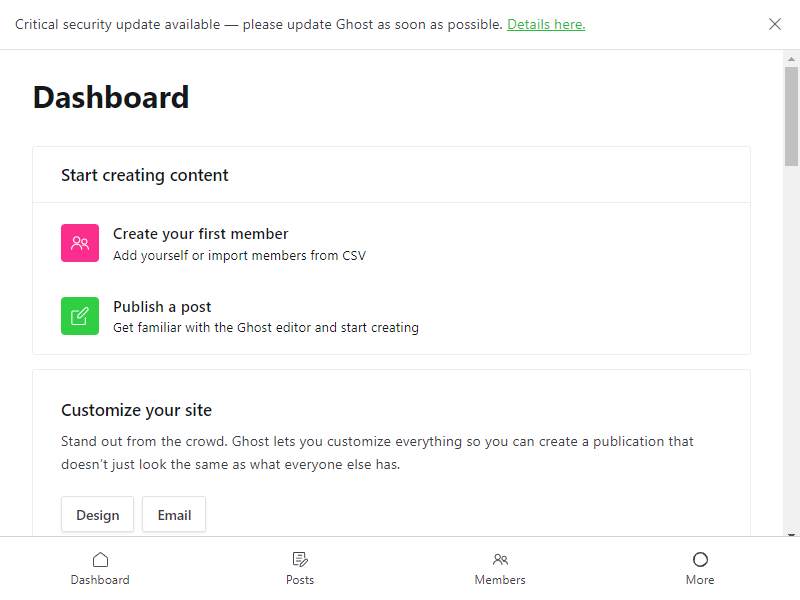 Critical security update available — please update Ghost as soon as possible. Details here.
Dashboard
Start creating content
Create your first member
Add yourself or import members from CSV
Publish a post
Get familiar with the Ghost editor and start creating
Customize your site
Stand out from the crowd. Ghost lets you customize everything so you can create a publication that
doesn’t just look the same as what everyone else has.
Design Email
Dashboard Posts Members More